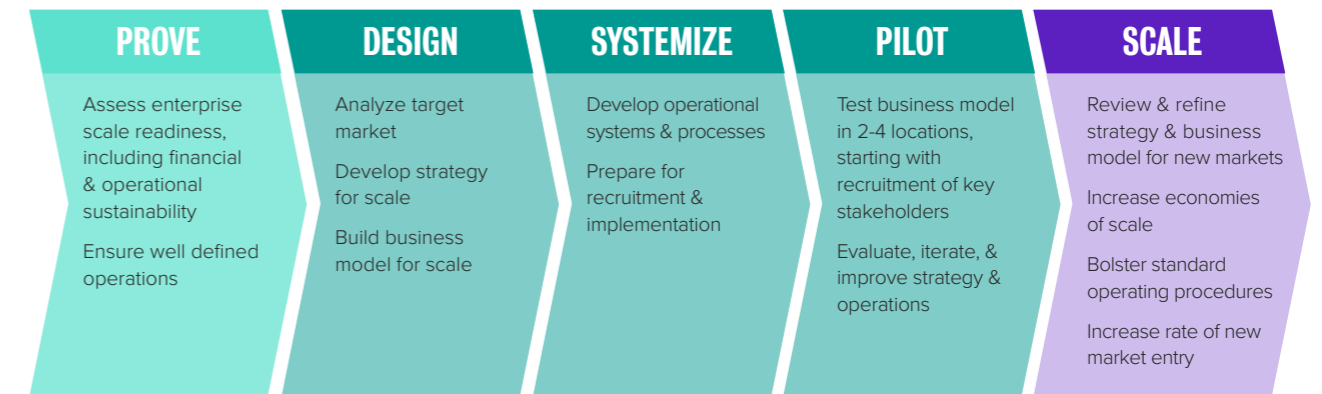 PROVE
Assess enterprise
scale readiness,
including financial
& operational
sustainability
Ensure well defined
operations
DESIGN
Analyze target
market
Develop strategy
for scale
Build business
model for scale
SYSTEMIZE
Develop operational
systems & processes
Prepare for
recruitment &
implementation
PILOT
Test business model
in 2-4 locations,
starting with
recruitment of key
stakeholders
Evaluate, iterate, &
improve strategy &
operations
SCALE
Review & refine
strategy & business
model for new markets
Increase economies
of scale
Bolster standard
operating procedures
Increase rate of new
market entry